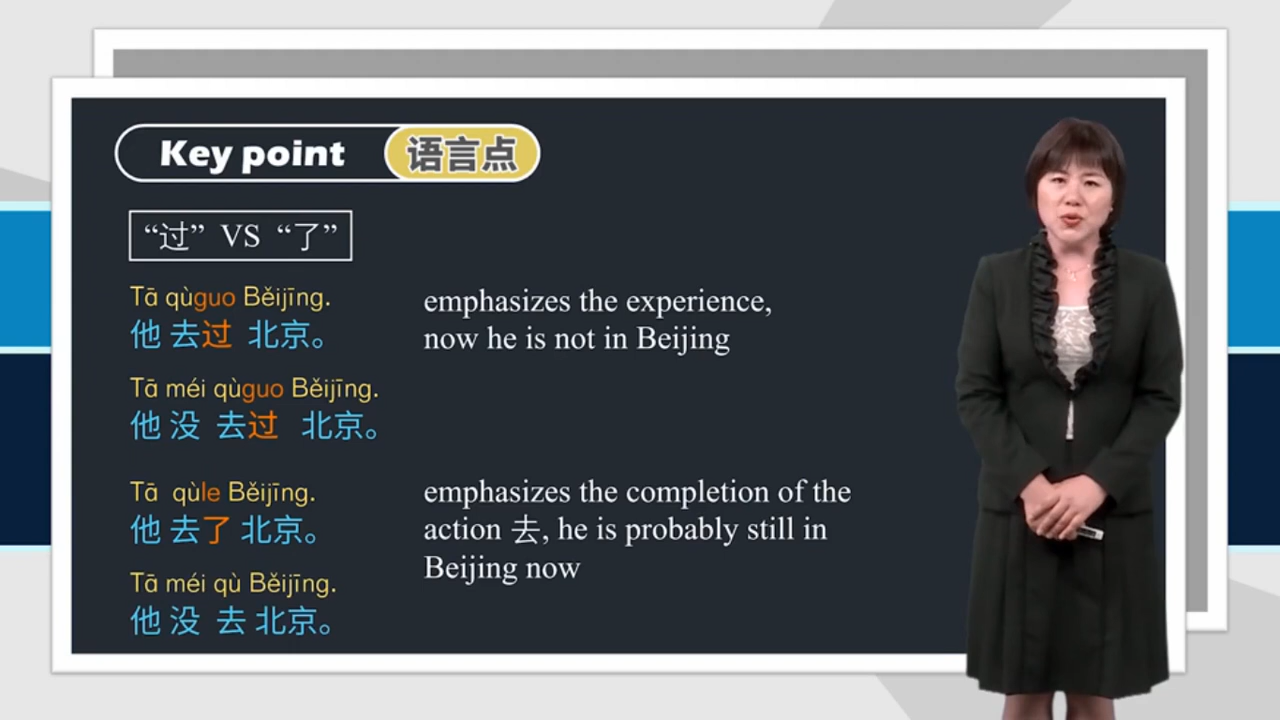 Key point 语言点
“过” VS “了”
Tā qùguo Běijīng.
他 去过 北京。
emphasizes the experience,
now he is not in Beijing
Tā méi qùguo Běijīng.
他 没 去过 北京。
Tā qùle Běijīng.
他 去了 北京。
emphasizes the completion of the
action 去, he is probably still in
Beijing now
Tā méi qù Běijīng.
他 没 去 北京。